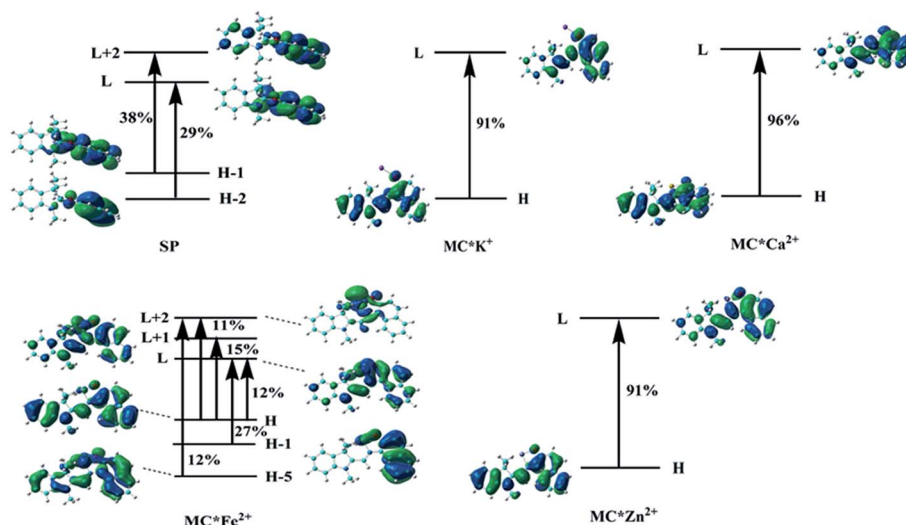 L+2
L
38%
29%
H-1
H-2
SP
L
91%
H
MC*K⁺
L
96%
H
MC*Ca²⁺
L+2
11%
L+1
15%
L
12%
H
27%
H-1
12%
H-5
MC*Fe²⁺
L
91%
H
MC*Zn²⁺